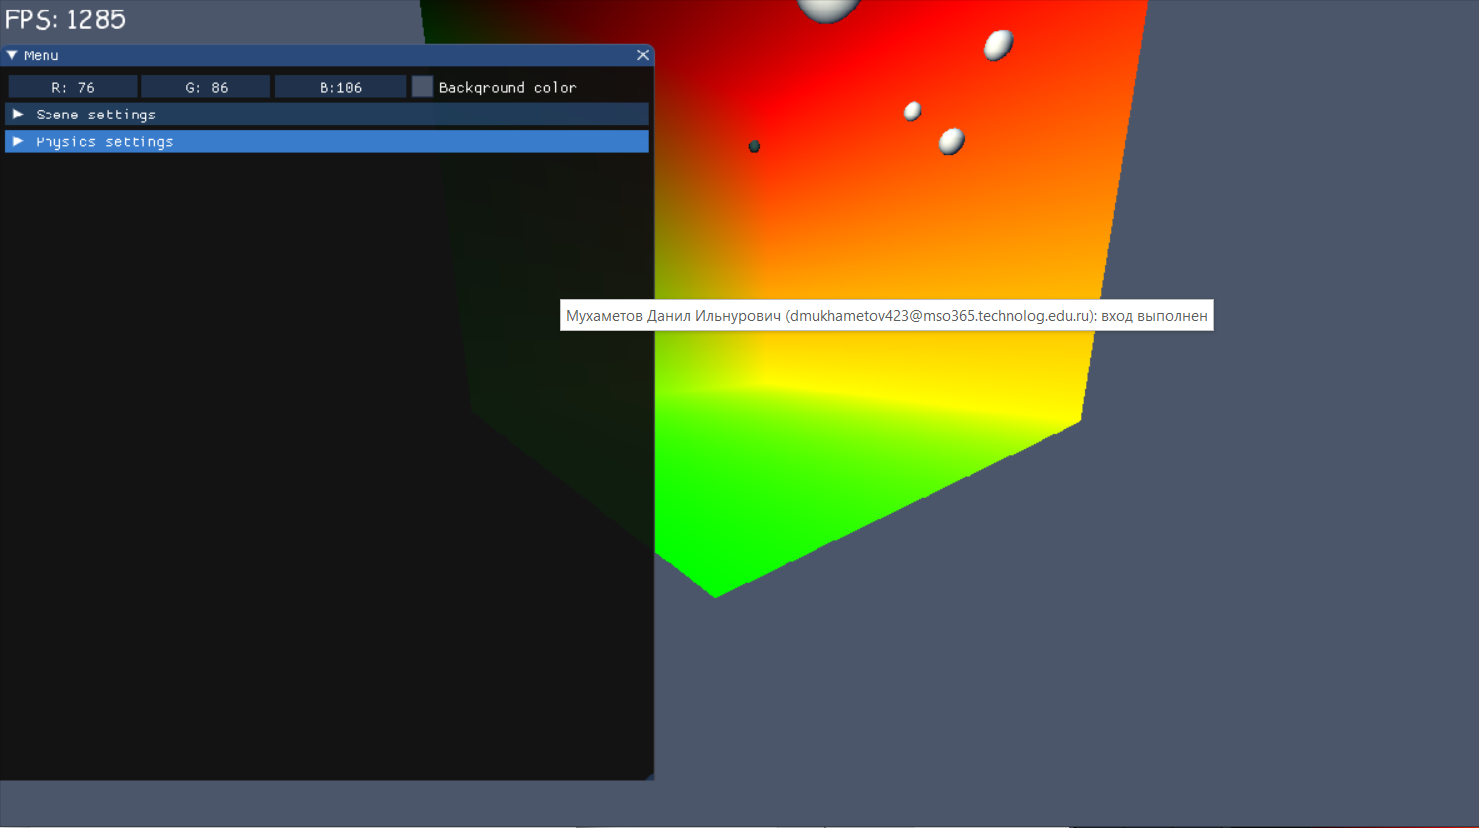 FPS: 1285
Menu
R: 76 G: 86 B:106 Background color
Scene settings
Physics settings
Мухаметов Данил Ильнурович (dmukhametov423@mso365.technolog.edu.ru): вход выполнен